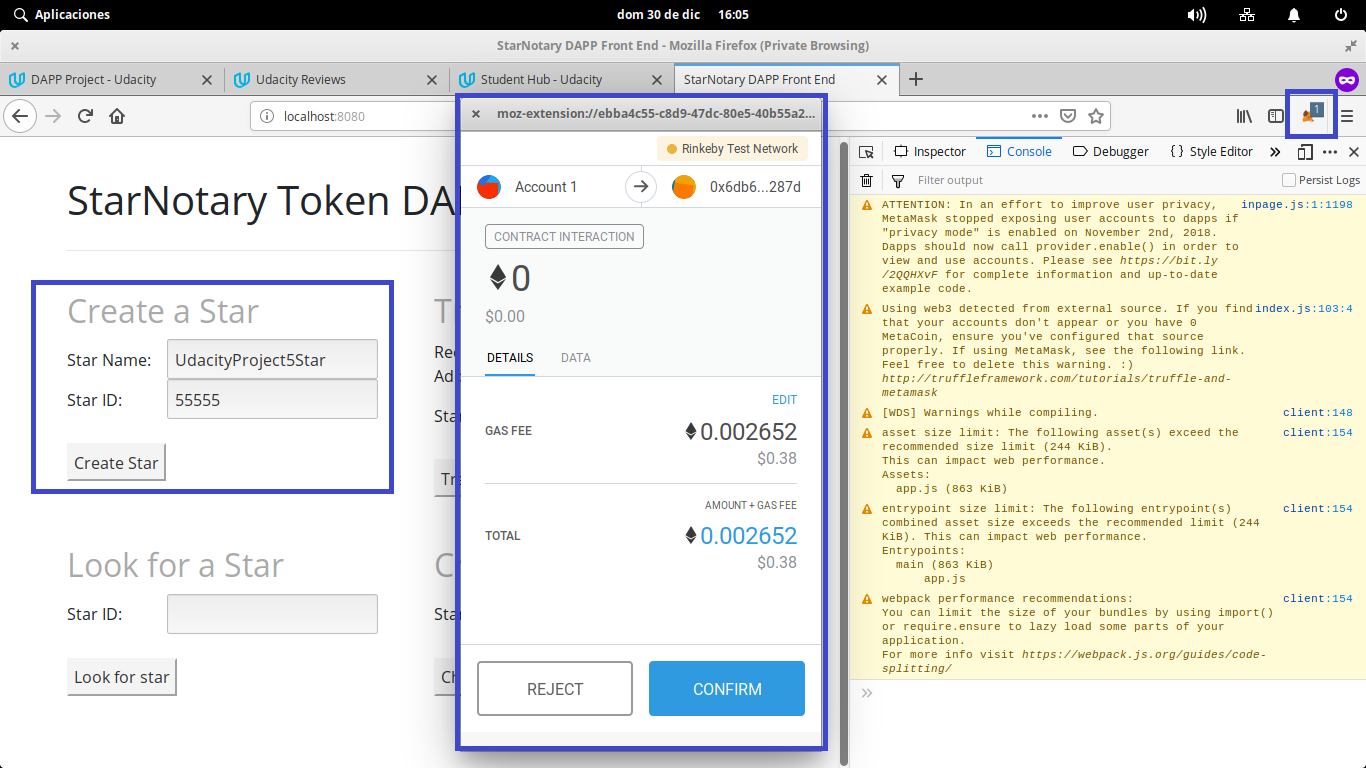 Aplicaciones
dom 30 de dic 16:05
StarNotary DAPP Front End - Mozilla Firefox (Private Browsing)
DAPP Project - Udacity
Udacity Reviews
Student Hub - Udacity
StarNotary DAPP Front End
localhost:8080
1
StarNotary Token DA
Create a Star
Star Name:
UdacityProject5Star
Star ID:
55555
Create Star
Look for a Star
Star ID:
Look for star
moz-extension://ebba4c55-c8d9-47dc-80e5-40b55a2...
Rinkeby Test Network
Account 1
0x6db6...287d
CONTRACT INTERACTION
0
$0.00
DETAILS
DATA
EDIT
GAS FEE
0.002652
$0.38
AMOUNT + GAS FEE
TOTAL
0.002652
$0.38
REJECT
CONFIRM
Inspector
Console
Debugger
Style Editor
Filter output
Persist Logs
ATTENTION: In an effort to improve user privacy, inpage.js:1:1198
MetaMask stopped exposing user accounts to dapps if
"privacy mode" is enabled on November 2nd, 2018.
Dapps should now call provider.enable() in order to
view and use accounts. Please see https://bit.ly
/2QQHXvF for complete information and up-to-date
example code.
Using web3 detected from external source. If you find index.js:103:4
that your accounts don't appear or you have 0
MetaCoin, ensure you've configured that source
properly. If using MetaMask, see the following link.
Feel free to delete this warning. :)
http://truffleframework.com/tutorials/truffle-and-
metamask
[WDS] Warnings while compiling. client:148
asset size limit: The following asset(s) exceed the client:154
recommended size limit (244 KiB).
This can impact web performance.
Assets:
app.js (863 KiB)
entrypoint size limit: The following entrypoint(s) client:154
combined asset size exceeds the recommended limit (244
KiB). This can impact web performance.
Entrypoints:
main (863 KiB)
app.js
webpack performance recommendations: client:154
You can limit the size of your bundles by using import()
or require.ensure to lazy load some parts of your
application.
For more info visit https://webpack.js.org/guides/code-
splitting/